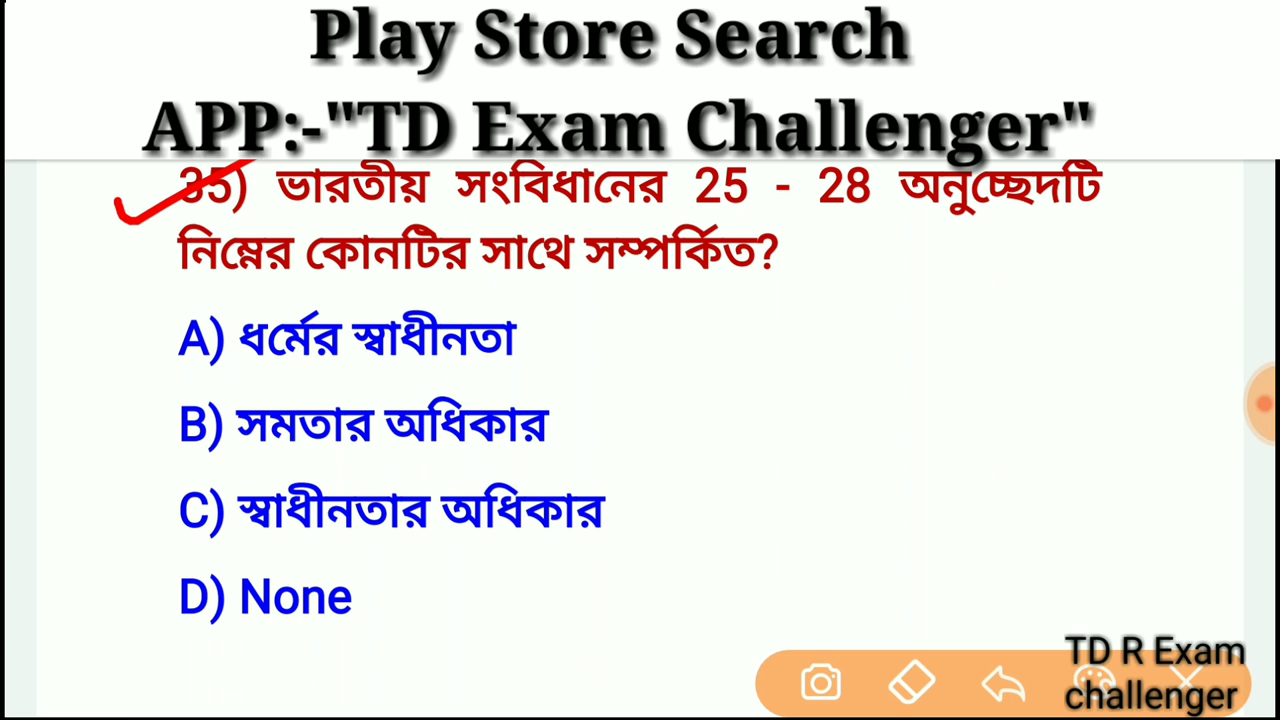 Play Store Search
APP:-"TD Exam Challenger"
35) ভারতীয় সংবিধানের 25 - 28 অনুচ্ছেদটি
নিম্নের কোনটির সাথে সম্পর্কিত?
A) ধর্মের স্বাধীনতা
B) সমতার অধিকার
C) স্বাধীনতার অধিকার
D) None
TD R Exam
challenger